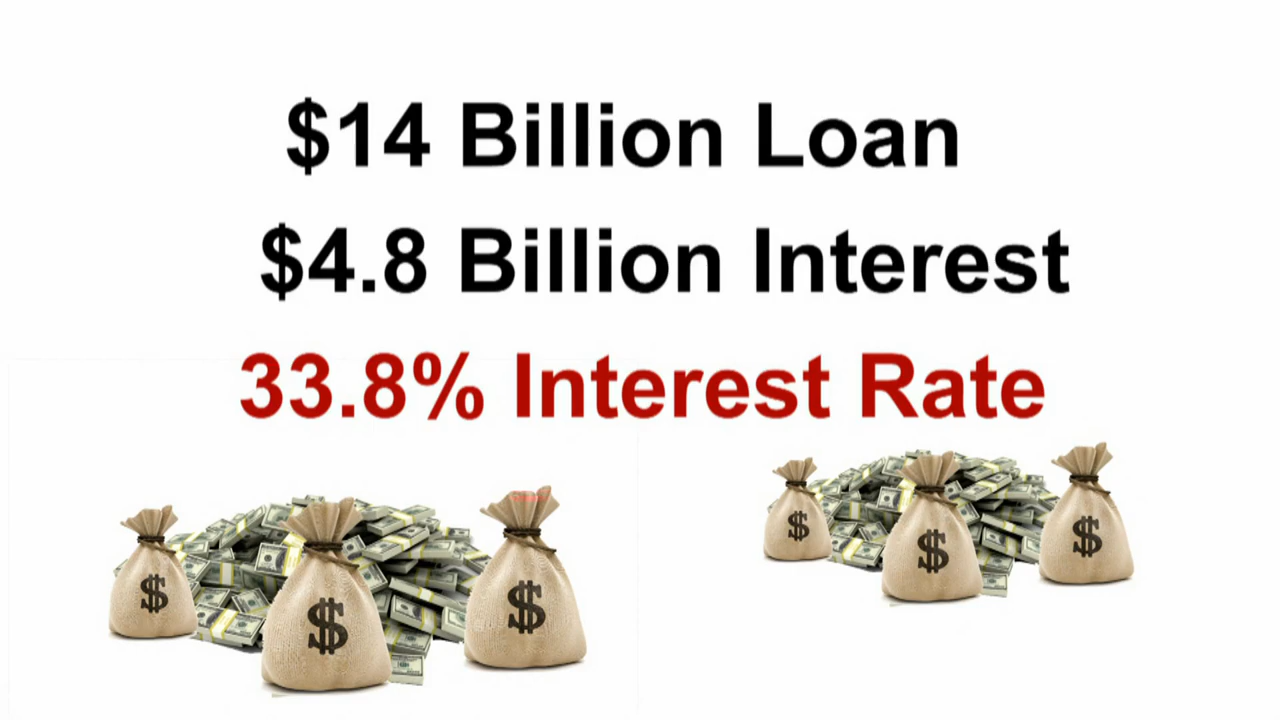 $14 Billion Loan
$4.8 Billion Interest
33.8% Interest Rate
$
$
$
$
$
$